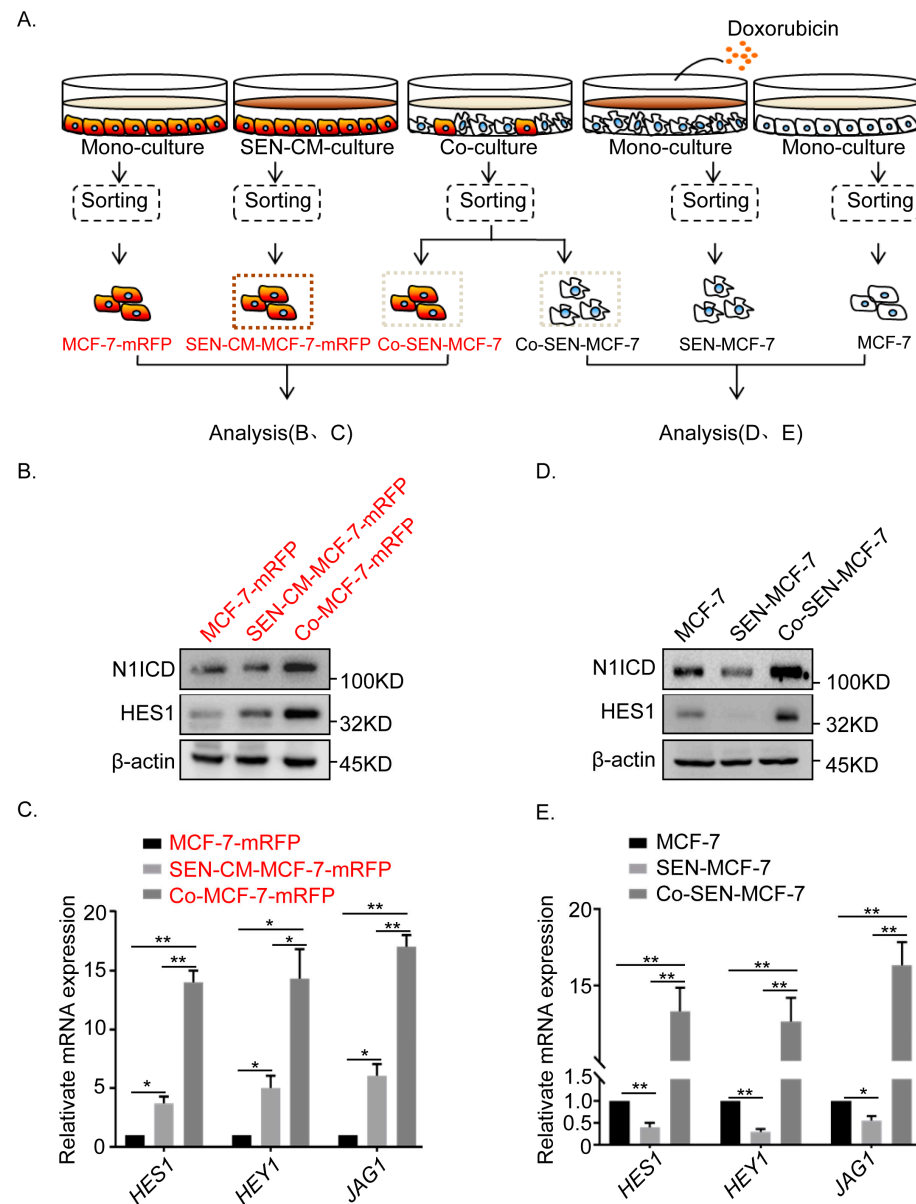 A.
Doxorubicin
Mono-culture SEN-CM-culture Co-culture Mono-culture Mono-culture
Sorting Sorting Sorting Sorting Sorting
MCF-7-mRFP SEN-CM-MCF-7-mRFP Co-SEN-MCF-7 Co-SEN-MCF-7 SEN-MCF-7 MCF-7
Analysis(B、C) Analysis(D、E)
B.
MCF-7-mRFP
SEN-CM-MCF-7-mRFP
Co-MCF-7-mRFP
N1ICD 100KD
HES1 32KD
β-actin 45KD
D.
MCF-7
SEN-MCF-7
Co-SEN-MCF-7
N1ICD 100KD
HES1 32KD
β-actin 45KD
C.
MCF-7-mRFP
SEN-CM-MCF-7-mRFP
Co-MCF-7-mRFP
Relativate mRNA expression
20
15
10
5
0
** ** *
* * *
** ** *
HES1 HEY1 JAG1
E.
MCF-7
SEN-MCF-7
Co-SEN-MCF-7
Relativate mRNA expression
15
1.5
1.0
0.5
0
** ** **
** ** **
** ** *
HES1 HEY1 JAG1